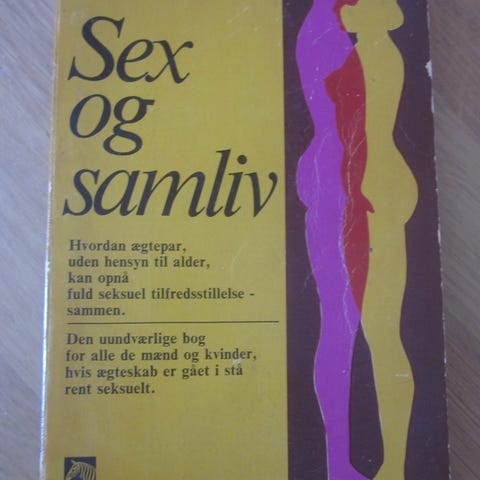 Sex
og
samliv
Hvordan ægtepar,
uden hensyn til alder,
kan opnå
fuld seksuel tilfredsstillelse -
sammen.
Den uundværlige bog
for alle de mænd og kvinder,
hvis ægteskab er gået i stå
rent seksuelt.